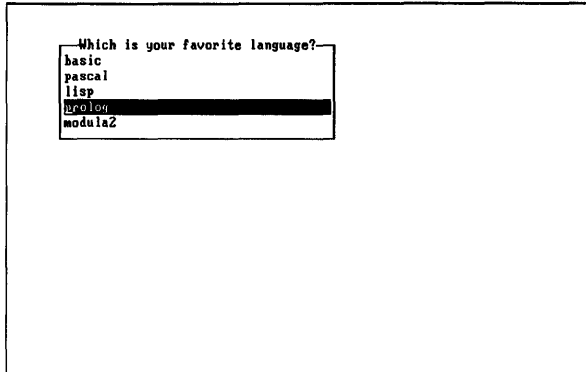 Which is your favorite language?
basic
pascal
lisp
prolog
modula2